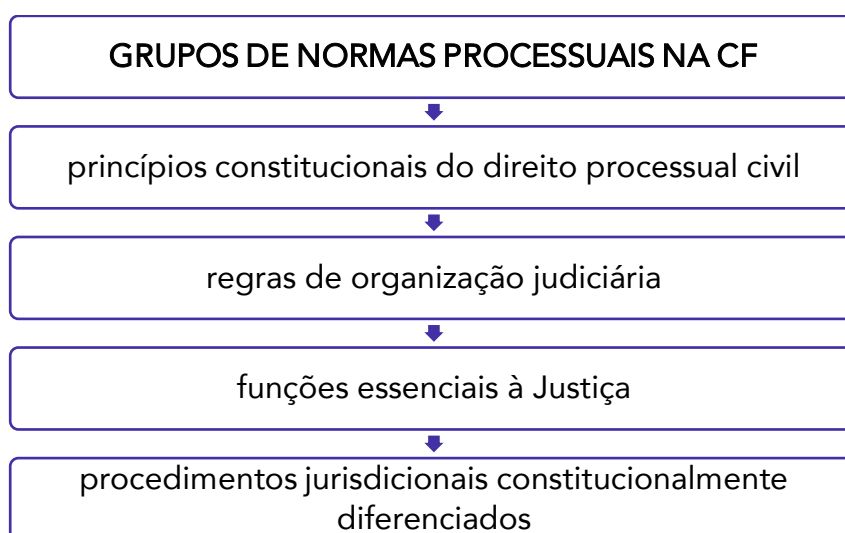 GRUPOS DE NORMAS PROCESSUAIS NA CF
princípios constitucionais do direito processual civil
regras de organização judiciária
funções essenciais à Justiça
procedimentos jurisdicionais constitucionalmente
diferenciados